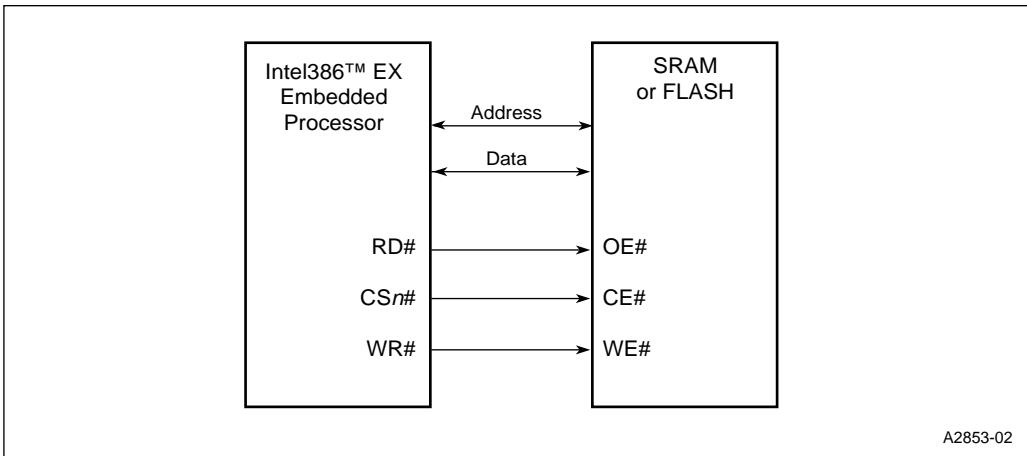 Intel386™ EX
Embedded
Processor
SRAM
or FLASH
Address
Data
RD#
OE#
CSn#
CE#
WR#
WE#
A2853-02